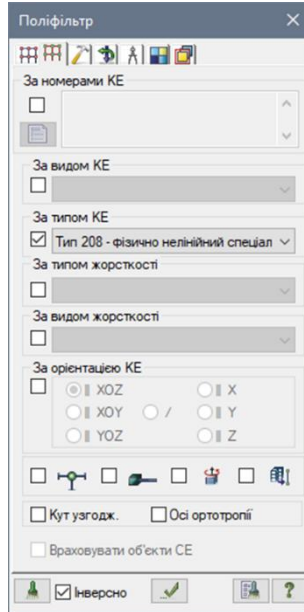 Поліфільтр
За номерами КЕ
За видом КЕ
За типом КЕ
Тип 208 - фізично нелінійний спеціал
За типом жорсткості
За видом жорсткості
За орієнтацією КЕ
XOZ X
XOY / Y
YOZ Z
Кут узгодж. Осі ортотропії
Враховувати об'єкти СЕ
Інверсно ?